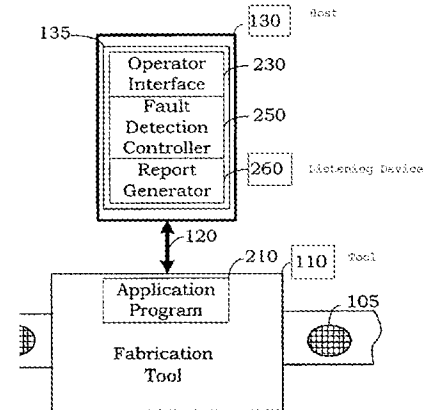 130 Host
135
Operator
Interface
230
Fault
Detection
Controller
250
Report
Generator
260 Listening Device
120
210
110 Tool
Application
Program
105
Fabrication
Tool